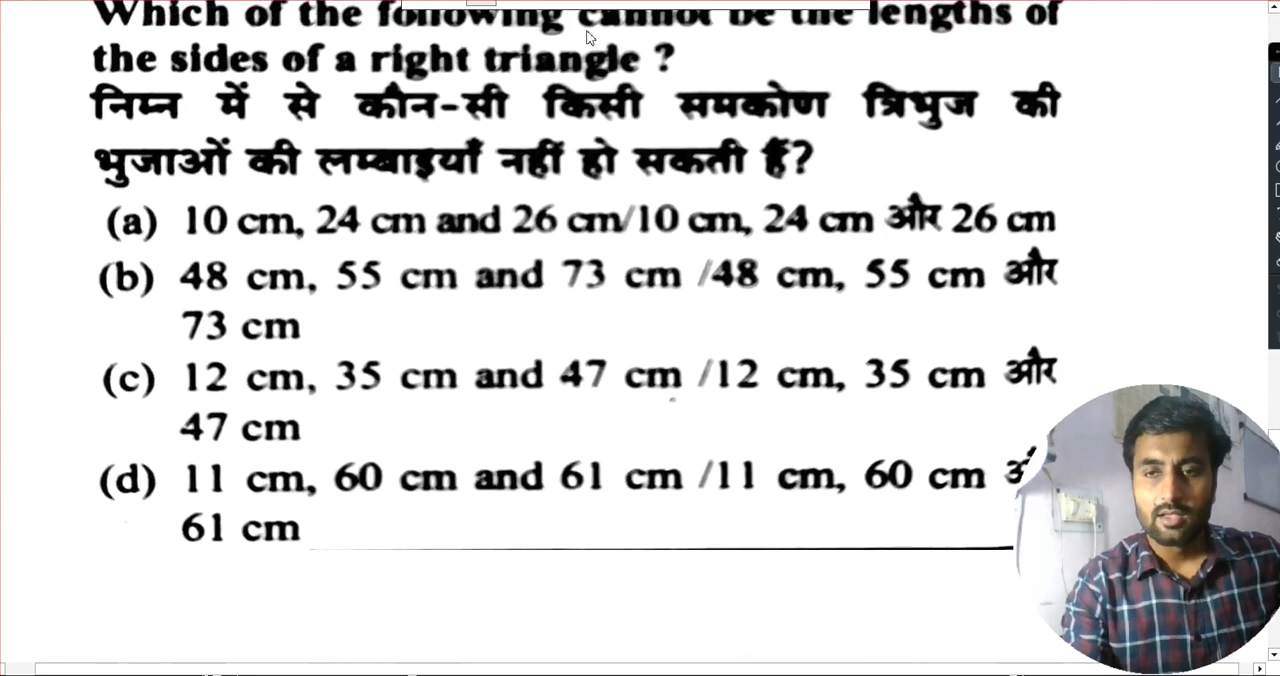 Which of the following cannot be the lengths of
the sides of a right triangle ?
निम्न में से कौन-सी किसी समकोण त्रिभुज की
भुजाओं की लम्बाइयाँ नहीं हो सकती हैं?
(a) 10 cm, 24 cm and 26 cm/10 cm, 24 cm और 26 cm
(b) 48 cm, 55 cm and 73 cm /48 cm, 55 cm और
73 cm
(c) 12 cm, 35 cm and 47 cm /12 cm, 35 cm और
47 cm
(d) 11 cm, 60 cm and 61 cm /11 cm, 60 cm
61 cm